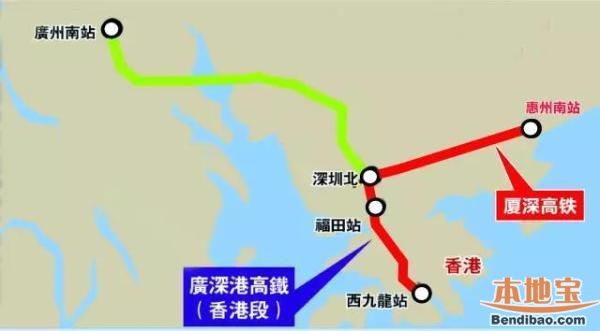 廣州南站
惠州南站
深圳北
厦深高铁
福田站
廣深港高鐵
（香港段）
香港
西九龍站
本地宝
Bendibao.com